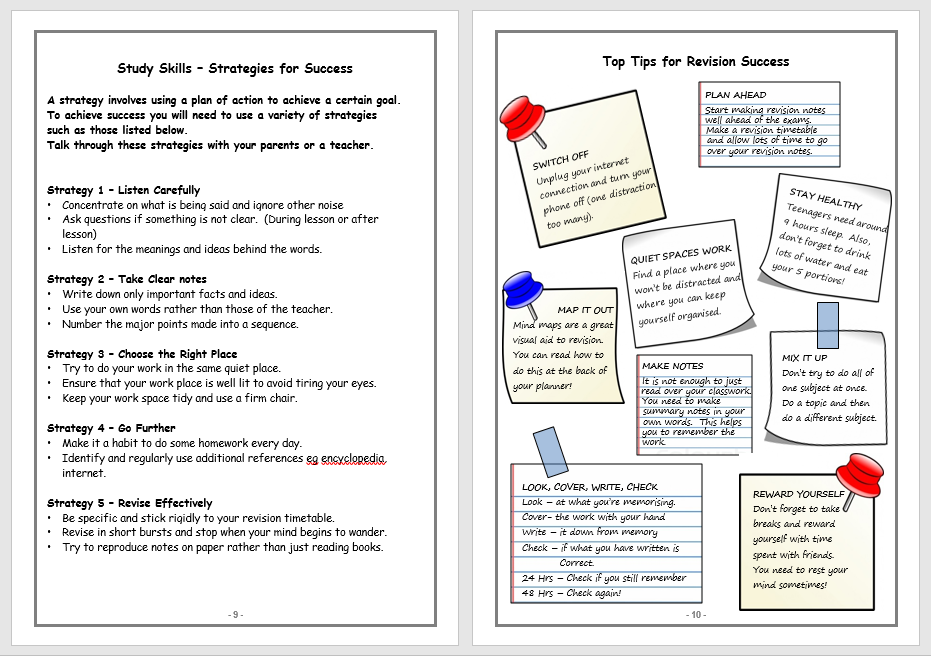 Study Skills – Strategies for Success
A strategy involves using a plan of action to achieve a certain goal.
To achieve success you will need to use a variety of strategies
such as those listed below.
Talk through these strategies with your parents or a teacher.
Strategy 1 – Listen Carefully
• Concentrate on what is being said and ignore other noise
• Ask questions if something is not clear. (During lesson or after
lesson)
• Listen for the meanings and ideas behind the words.
Strategy 2 – Take Clear notes
• Write down only important facts and ideas.
• Use your own words rather than those of the teacher.
• Number the major points made into a sequence.
Strategy 3 – Choose the Right Place
• Try to do your work in the same quiet place.
• Ensure that your work place is well lit to avoid tiring your eyes.
• Keep your work space tidy and use a firm chair.
Strategy 4 – Go Further
• Make it a habit to do some homework every day.
• Identify and regularly use additional references eg encyclopedia,
internet.
Strategy 5 – Revise Effectively
• Be specific and stick rigidly to your revision timetable.
• Revise in short bursts and stop when your mind begins to wander.
• Try to reproduce notes on paper rather than just reading books.
- 9 -
Top Tips for Revision Success
PLAN AHEAD
Start making revision notes
well ahead of the exams.
Make a revision timetable
and allow lots of time to go
over your revision notes.
SWITCH OFF
Unplug your internet
connection and turn your
phone off (one distraction
too many).
STAY HEALTHY
Teenagers need around
9 hours sleep. Also,
don't forget to drink
lots of water and eat
your 5 portions!
QUIET SPACES WORK
Find a place where you
won't be distracted and
where you can keep
yourself organised.
MAP IT OUT
Mind maps are a great
visual aid to revision.
You can read how to
do this at the back of
your planner!
MAKE NOTES
It is not enough to just
read over your classwork.
You need to make
summary notes in your
own words. This helps
you to remember the
work.
MIX IT UP
Don't try to do all of
one subject at once.
Do a topic and then
do a different subject.
LOOK, COVER, WRITE, CHECK
Look – at what you're memorising.
Cover- the work with your hand
Write – it down from memory
Check – if what you have written is
Correct.
24 Hrs – Check if you still remember
48 Hrs – Check again!
REWARD YOURSELF
Don't forget to take
breaks and reward
yourself with time
spent with friends.
You need to rest your
mind sometimes!
- 10 -